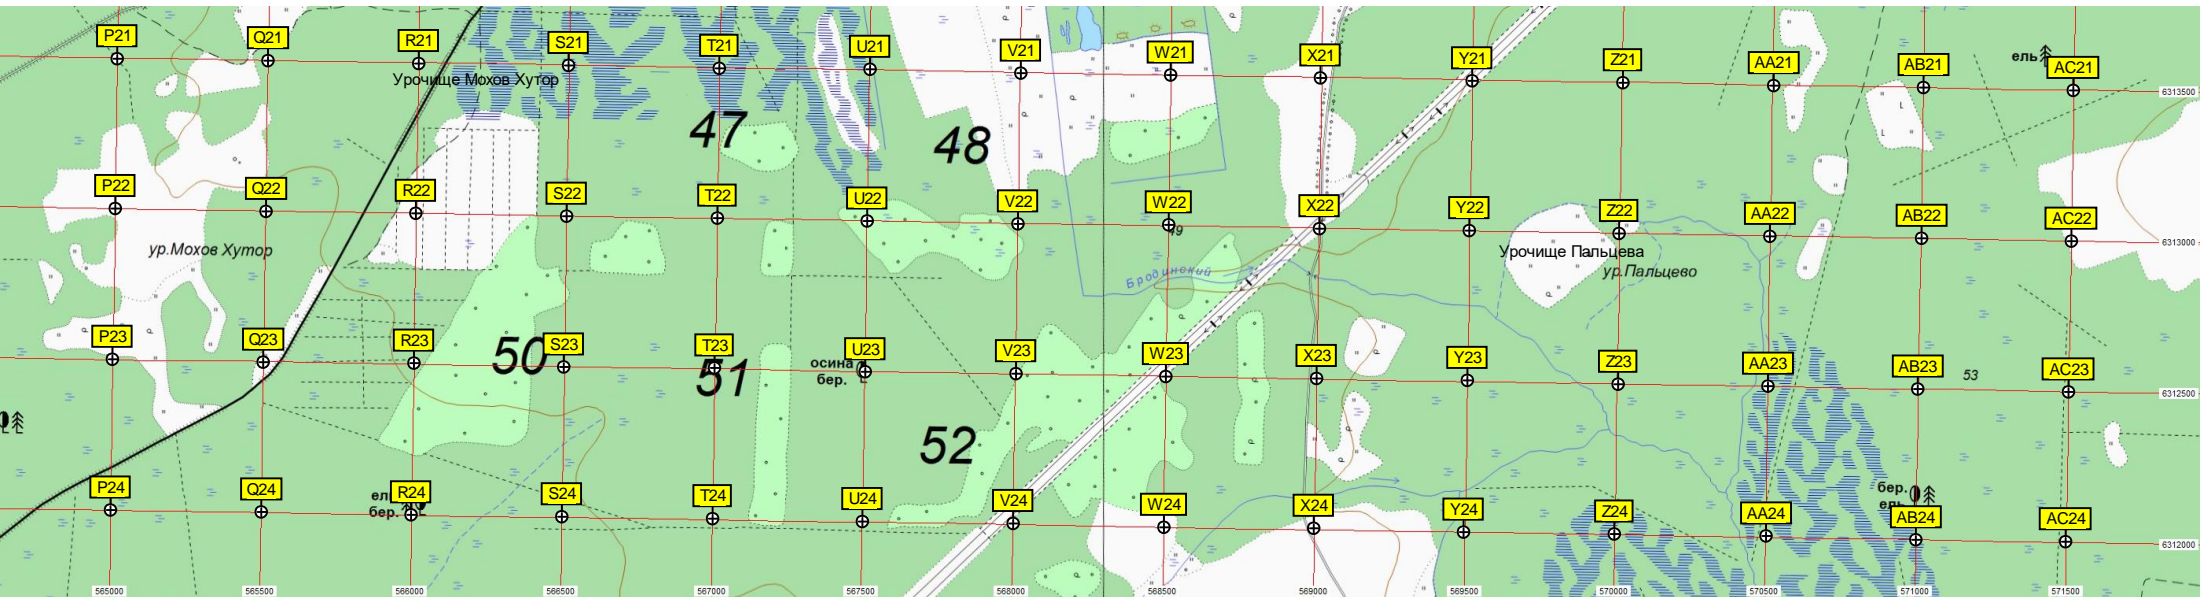 P21 Q21 R21 S21 T21 U21 V21 W21 X21 Y21 Z21 AA21 AB21 AC21
ель
Урочище Мохов Хутор
6313500
47
48
P22 Q22 R22 S22 T22 U22 V22 W22 X22 Y22 Z22 AA22 AB22 AC22
49
6313000
ур.Мохов Хутор
Урочище Пальцева
ур.Пальцево
Бродинский
P23 Q23 R23 S23 T23 U23 V23 W23 X23 Y23 Z23 AA23 AB23 AC23
50
51
осина
бер.
53
6312500
52
P24 Q24 R24 S24 T24 U24 V24 W24 X24 Y24 Z24 AA24 AB24 AC24
бер.
бер.
6312000
565000 565500 566000 566500 567000 567500 568000 568500 569000 569500 570000 570500 571000 571500